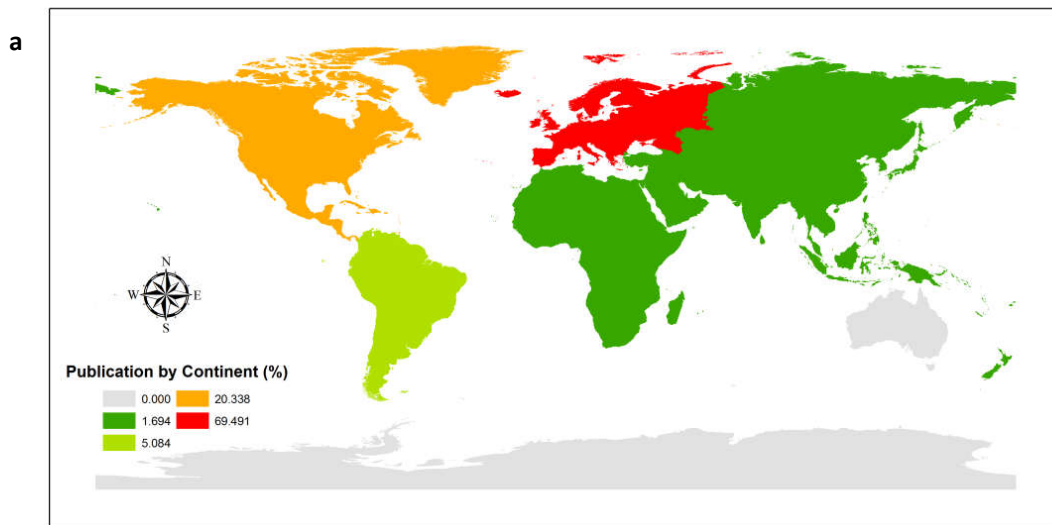 a
N
W E
S
Publication by Continent (%)
0.000 20.338
1.694 69.491
5.084